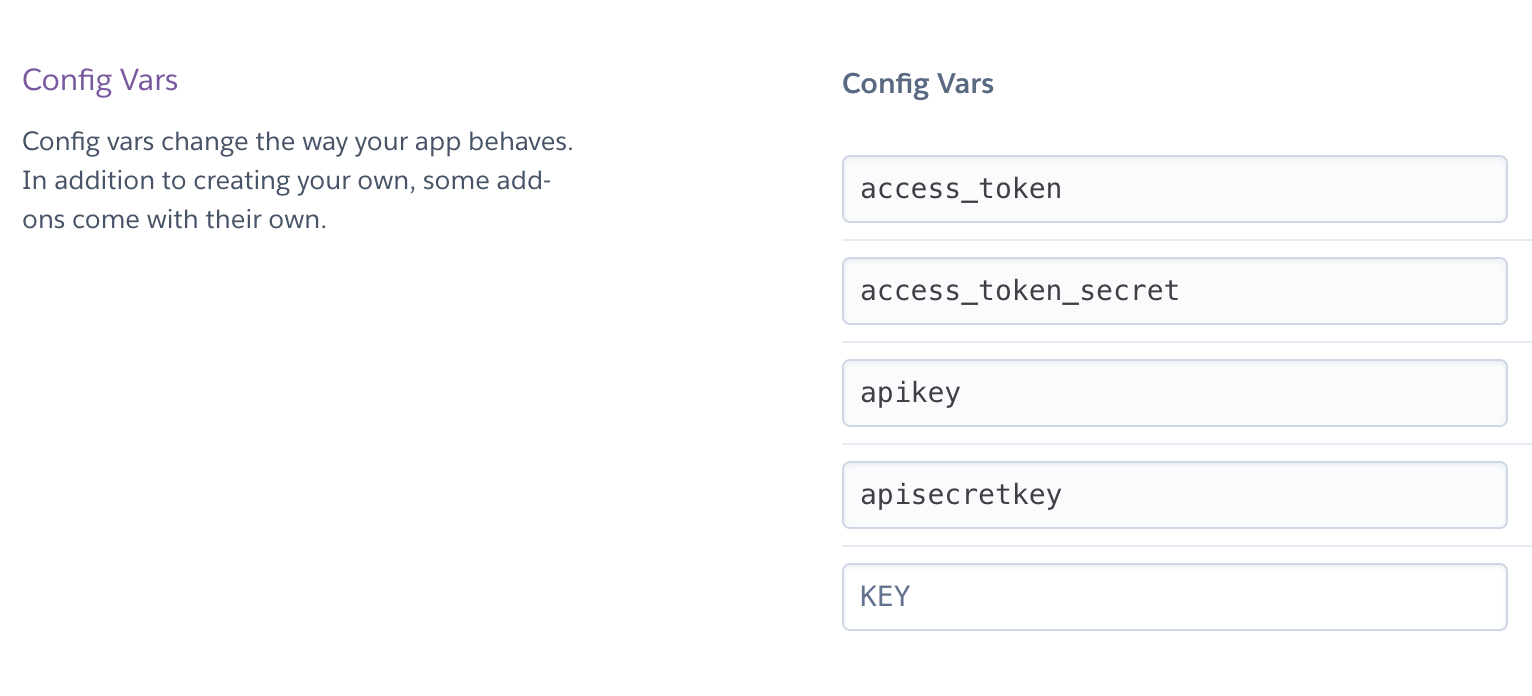 Config Vars
Config vars change the way your app behaves.
In addition to creating your own, some add-
ons come with their own.
Config Vars
access_token
access_token_secret
apikey
apisecretkey
KEY